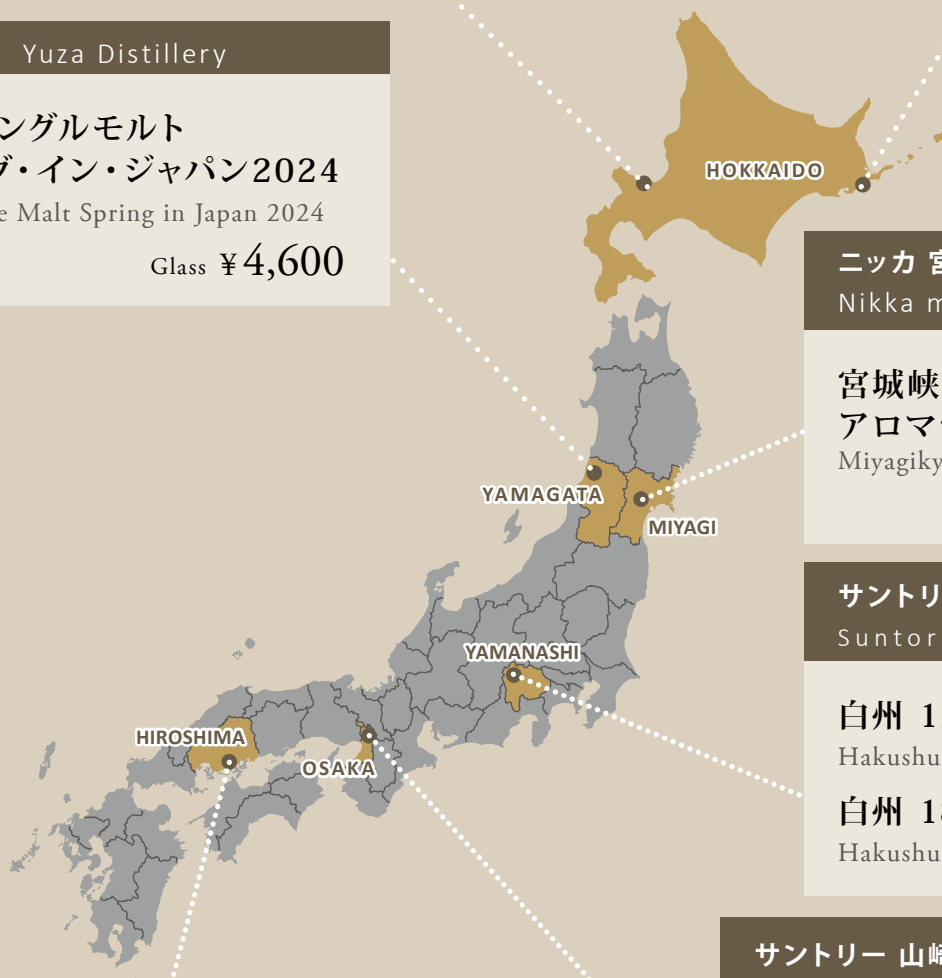 Yuza Distillery
ングルモルト
グ・イン・ジャパン2024
e Malt Spring in Japan 2024
Glass ¥4,600
HOKKAIDO
ニッカ 宮
Nikka m
宮城峡
アロマ
Miyagiky
YAMAGATA
MIYAGI
サントリ
Suntor
YAMANASHI
白州 1
Hakushu
白州 18
Hakushu
HIROSHIMA
OSAKA
サントリー 山崎